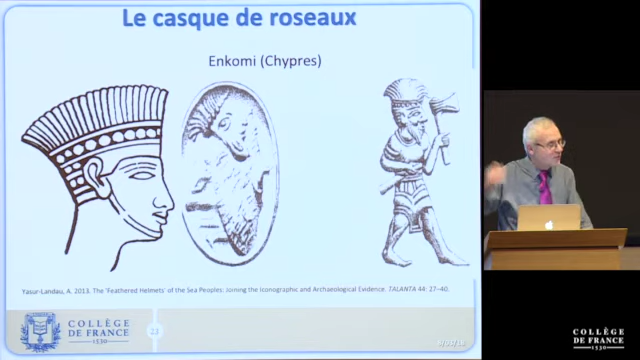 Le casque de roseaux
Enkomi (Chypres)
Yasur-Landau, A. 2013. The 'Feathered Helmets' of the Sea Peoples: Joining the Iconographic and Archaeological Evidence. TALANTA 44: 27–40.
COLLÈGE
DE FRANCE
1530
22
COLLÈGE
DE FRANCE
1530